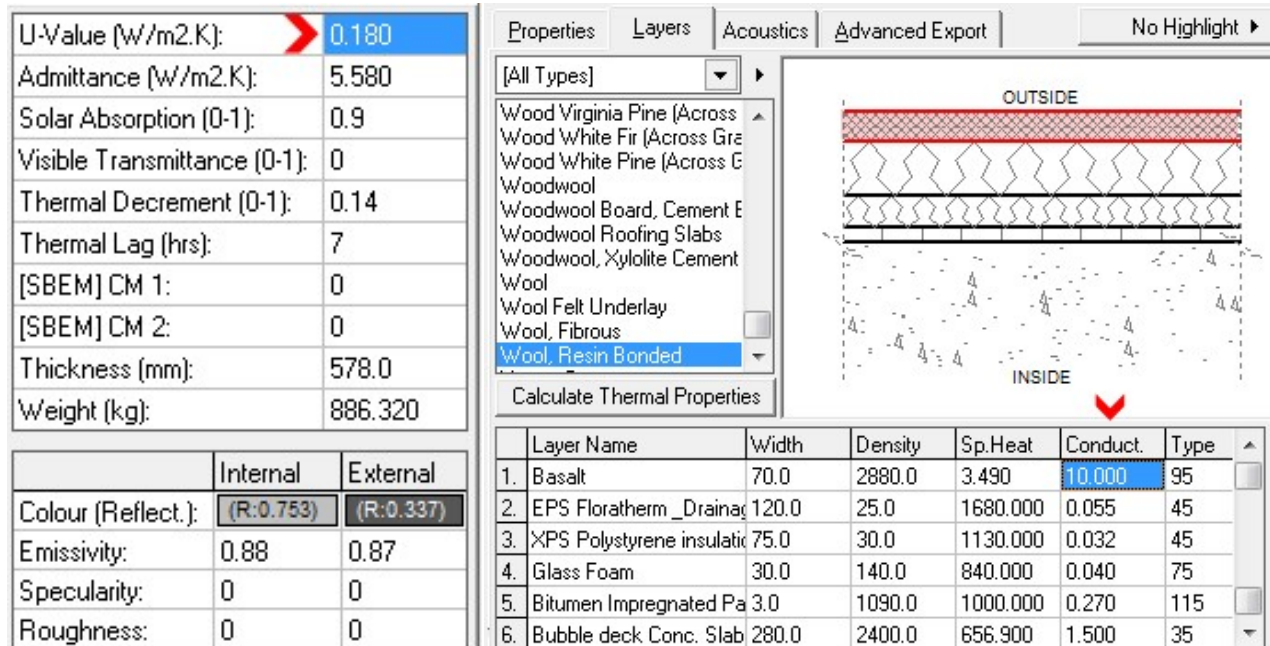 U-Value (W/m2.K): 0.180
Admittance (W/m2.K): 5.580
Solar Absorption (0-1): 0.9
Visible Transmittance (0-1): 0
Thermal Decrement (0-1): 0.14
Thermal Lag (hrs): 7
[SBEM] CM 1: 0
[SBEM] CM 2: 0
Thickness (mm): 578.0
Weight (kg): 886.320
Internal External
Colour (Reflect.): (R:0.753) (R:0.337)
Emissivity: 0.88 0.87
Specularity: 0 0
Roughness: 0 0
Properties Layers Acoustics Advanced Export No Highlight
[All Types]
Wood Virginia Pine (Across
Wood White Fir (Across Gra
Wood White Pine (Across G
Woodwool
Woodwool Board, Cement B
Woodwool Roofing Slabs
Woodwool, Xylolite Cement
Wool
Wool Felt Underlay
Wool, Fibrous
Wool, Resin Bonded
Calculate Thermal Properties
OUTSIDE
INSIDE
Layer Name Width Density Sp.Heat Conduct. Type
1. Basalt 70.0 2880.0 3.490 10.000 95
2. EPS Floratherm _Drainag 120.0 25.0 1680.000 0.055 45
3. XPS Polystyrene insulatio 75.0 30.0 1130.000 0.032 45
4. Glass Foam 30.0 140.0 840.000 0.040 75
5. Bitumen Impregnated Pa 3.0 1090.0 1000.000 0.270 115
6. Bubble deck Conc. Slab 280.0 2400.0 656.900 1.500 35